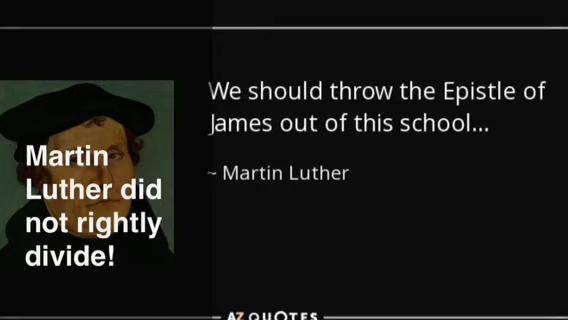 We should throw the Epistle of
James out of this school...
~ Martin Luther
Martin
Luther did
not rightly
divide!
AZ QUOTES